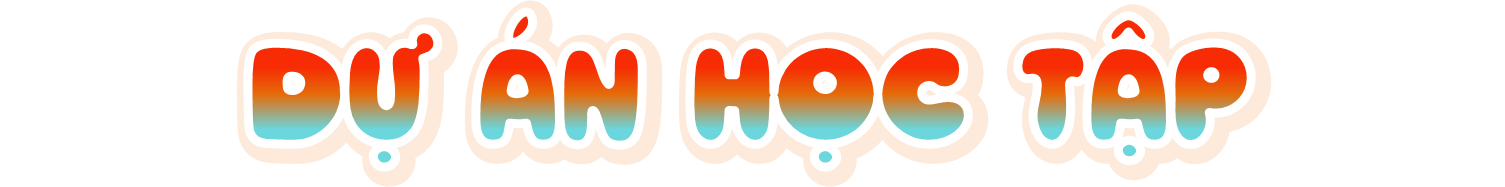 DỰ ÁN HỌC TẬP